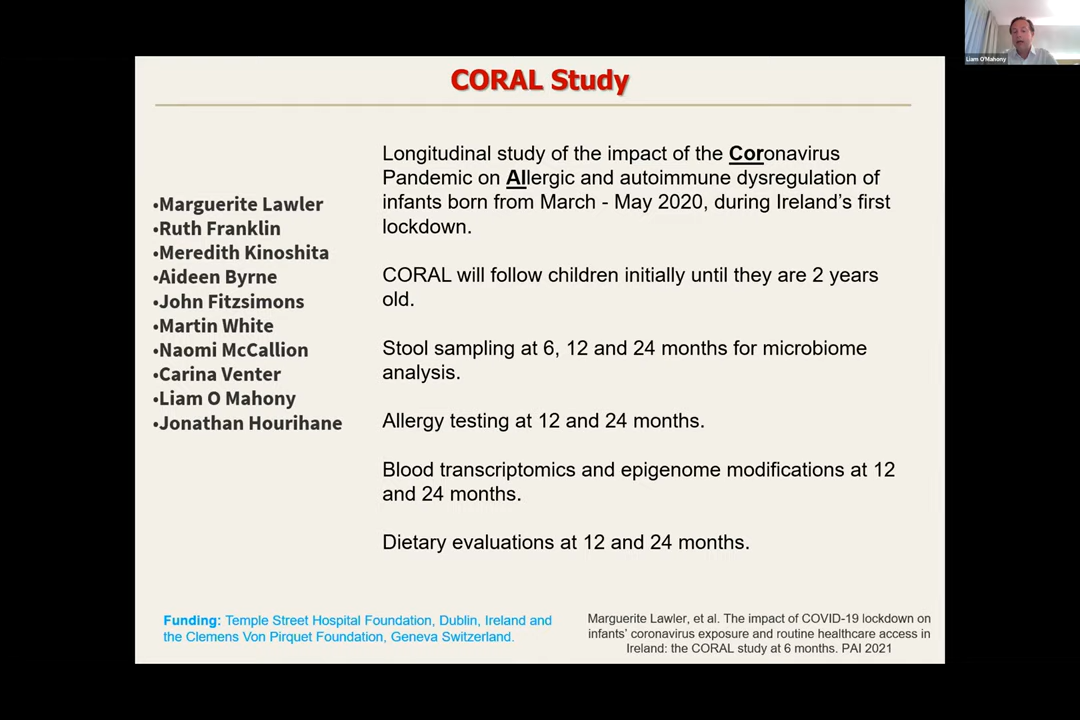 CORAL Study
Liam O'Mahony
•Marguerite Lawler
•Ruth Franklin
•Meredith Kinoshita
•Aideen Byrne
•John Fitzsimons
•Martin White
•Naomi McCallion
•Carina Venter
•Liam O Mahony
•Jonathan Hourihane
Longitudinal study of the impact of the Coronavirus
Pandemic on Allergic and autoimmune dysregulation of
infants born from March - May 2020, during Ireland’s first
lockdown.
CORAL will follow children initially until they are 2 years
old.
Stool sampling at 6, 12 and 24 months for microbiome
analysis.
Allergy testing at 12 and 24 months.
Blood transcriptomics and epigenome modifications at 12
and 24 months.
Dietary evaluations at 12 and 24 months.
Funding: Temple Street Hospital Foundation, Dublin, Ireland and
the Clemens Von Pirquet Foundation, Geneva Switzerland.
Marguerite Lawler, et al. The impact of COVID-19 lockdown on
infants’ coronavirus exposure and routine healthcare access in
Ireland: the CORAL study at 6 months. PAI 2021